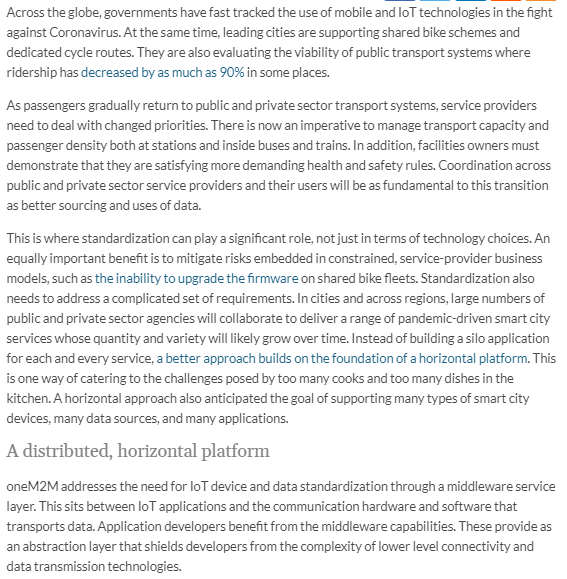 Across the globe, governments have fast tracked the use of mobile and IoT technologies in the fight
against Coronavirus. At the same time, leading cities are supporting shared bike schemes and
dedicated cycle routes. They are also evaluating the viability of public transport systems where
ridership has decreased by as much as 90% in some places.
As passengers gradually return to public and private sector transport systems, service providers
need to deal with changed priorities. There is now an imperative to manage transport capacity and
passenger density both at stations and inside buses and trains. In addition, facilities owners must
demonstrate that they are satisfying more demanding health and safety rules. Coordination across
public and private sector service providers and their users will be as fundamental to this transition
as better sourcing and uses of data.
This is where standardization can play a significant role, not just in terms of technology choices. An
equally important benefit is to mitigate risks embedded in constrained, service-provider business
models, such as the inability to upgrade the firmware on shared bike fleets. Standardization also
needs to address a complicated set of requirements. In cities and across regions, large numbers of
public and private sector agencies will collaborate to deliver a range of pandemic-driven smart city
services whose quantity and variety will likely grow over time. Instead of building a silo application
for each and every service, a better approach builds on the foundation of a horizontal platform. This
is one way of catering to the challenges posed by too many cooks and too many dishes in the
kitchen. A horizontal approach also anticipated the goal of supporting many types of smart city
devices, many data sources, and many applications.
A distributed, horizontal platform
oneM2M addresses the need for IoT device and data standardization through a middleware service
layer. This sits between IoT applications and the communication hardware and software that
transports data. Application developers benefit from the middleware capabilities. These provide as
an abstraction layer that shields developers from the complexity of lower level connectivity and
data transmission technologies.